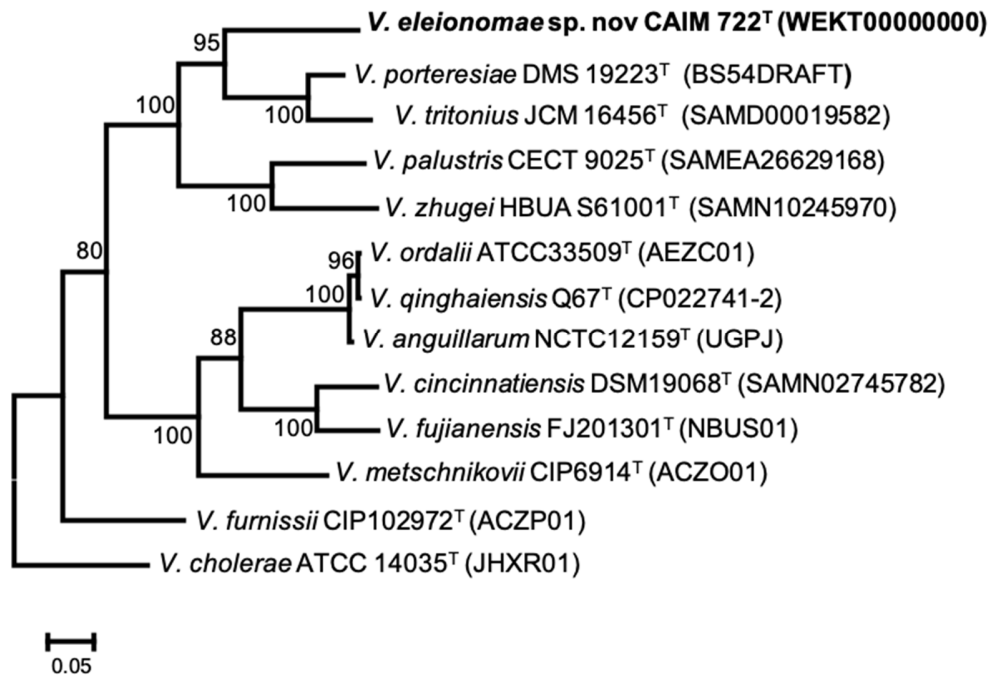 V. eleionomae sp. nov CAIM 722ᵀ (WEKT00000000)
95
V. porteresiae DMS 19223ᵀ (BS54DRAFT)
100
100
V. tritonius JCM 16456ᵀ (SAMD00019582)
V. palustris CECT 9025ᵀ (SAMEA26629168)
100
V. zhugei HBUA S61001ᵀ (SAMN10245970)
80
V. ordalii ATCC33509ᵀ (AEZC01)
96
100
V. qinghaiensis Q67ᵀ (CP022741-2)
88
V. anguillarum NCTC12159ᵀ (UGPJ)
V. cincinnatiensis DSM19068ᵀ (SAMN02745782)
100
V. fujianensis FJ201301ᵀ (NBUS01)
100
V. metschnikovii CIP6914ᵀ (ACZO01)
V. furnissii CIP102972ᵀ (ACZP01)
V. cholerae ATCC 14035ᵀ (JHXR01)
0.05